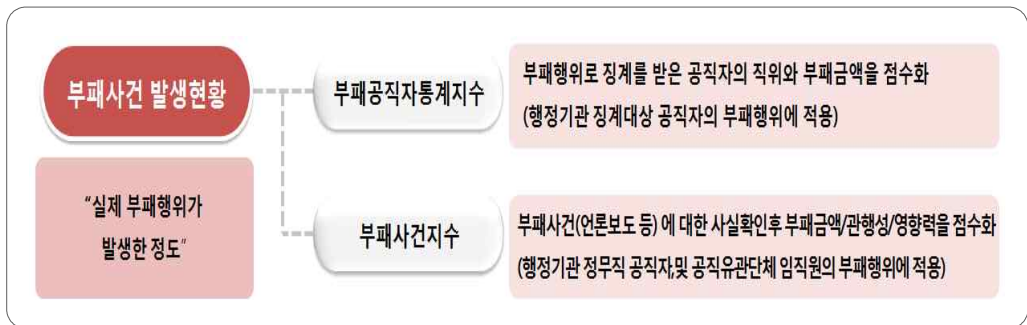 부패사건 발생현황
"실제 부패행위가
발생한 정도"
부패공직자통계지수
부패행위로 징계를 받은 공직자의 직위와 부패금액을 점수화
(행정기관 징계대상 공직자의 부패행위에 적용)
부패사건지수
부패사건(언론보도 등) 에 대한 사실확인후 부패금액/관행성/영향력을 점수화
(행정기관 정무직 공직자,및 공직유관단체 임직원의 부패행위에 적용)